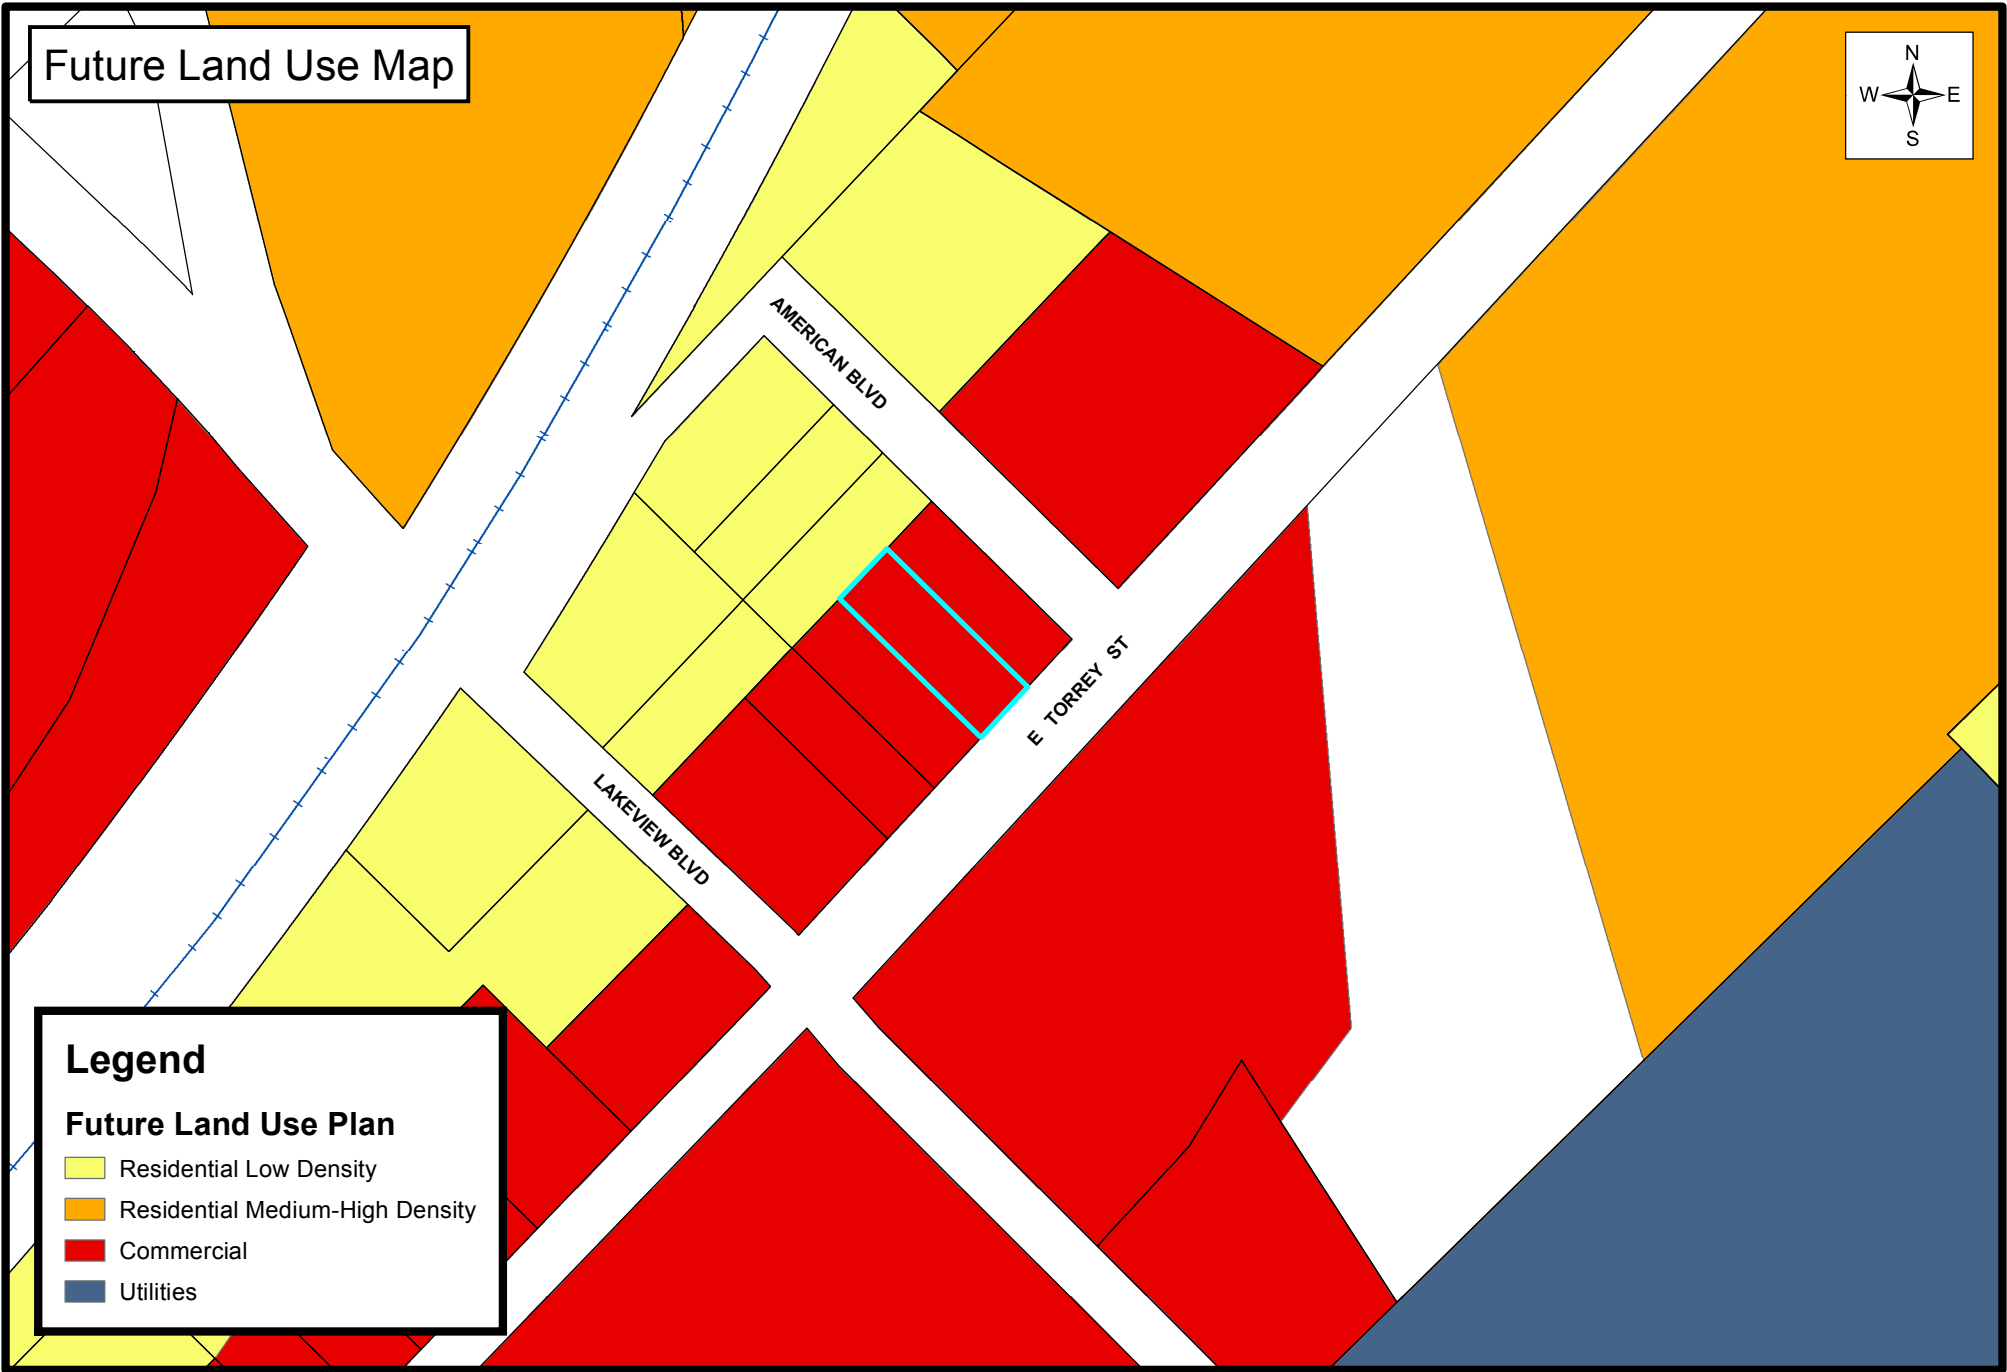 Future Land Use Map
N
W E
S
AMERICAN BLVD
E TORREY ST
LAKEVIEW BLVD
Legend
Future Land Use Plan
Residential Low Density
Residential Medium-High Density
Commercial
Utilities